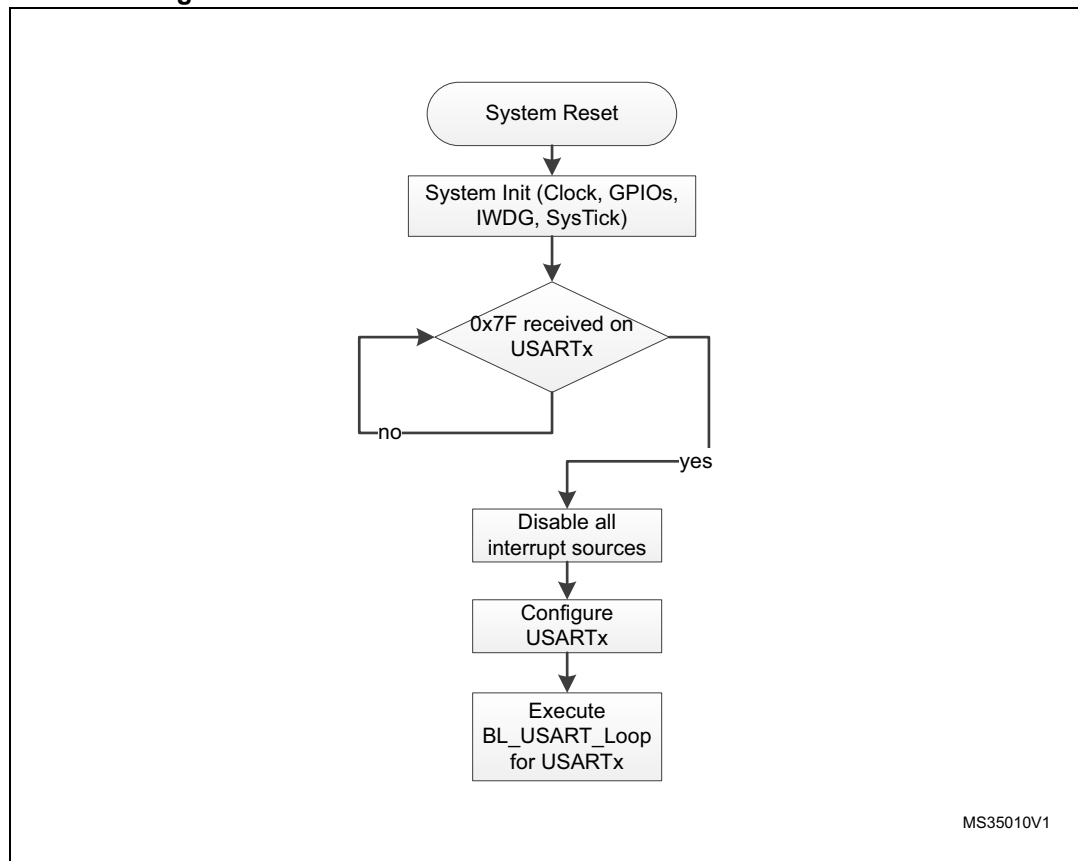 System Reset
System Init (Clock, GPIOs,
IWDG, SysTick)
0x7F received on
USARTx
no
yes
Disable all
interrupt sources
Configure
USARTx
Execute
BL_USART_Loop
for USARTx
MS35010V1